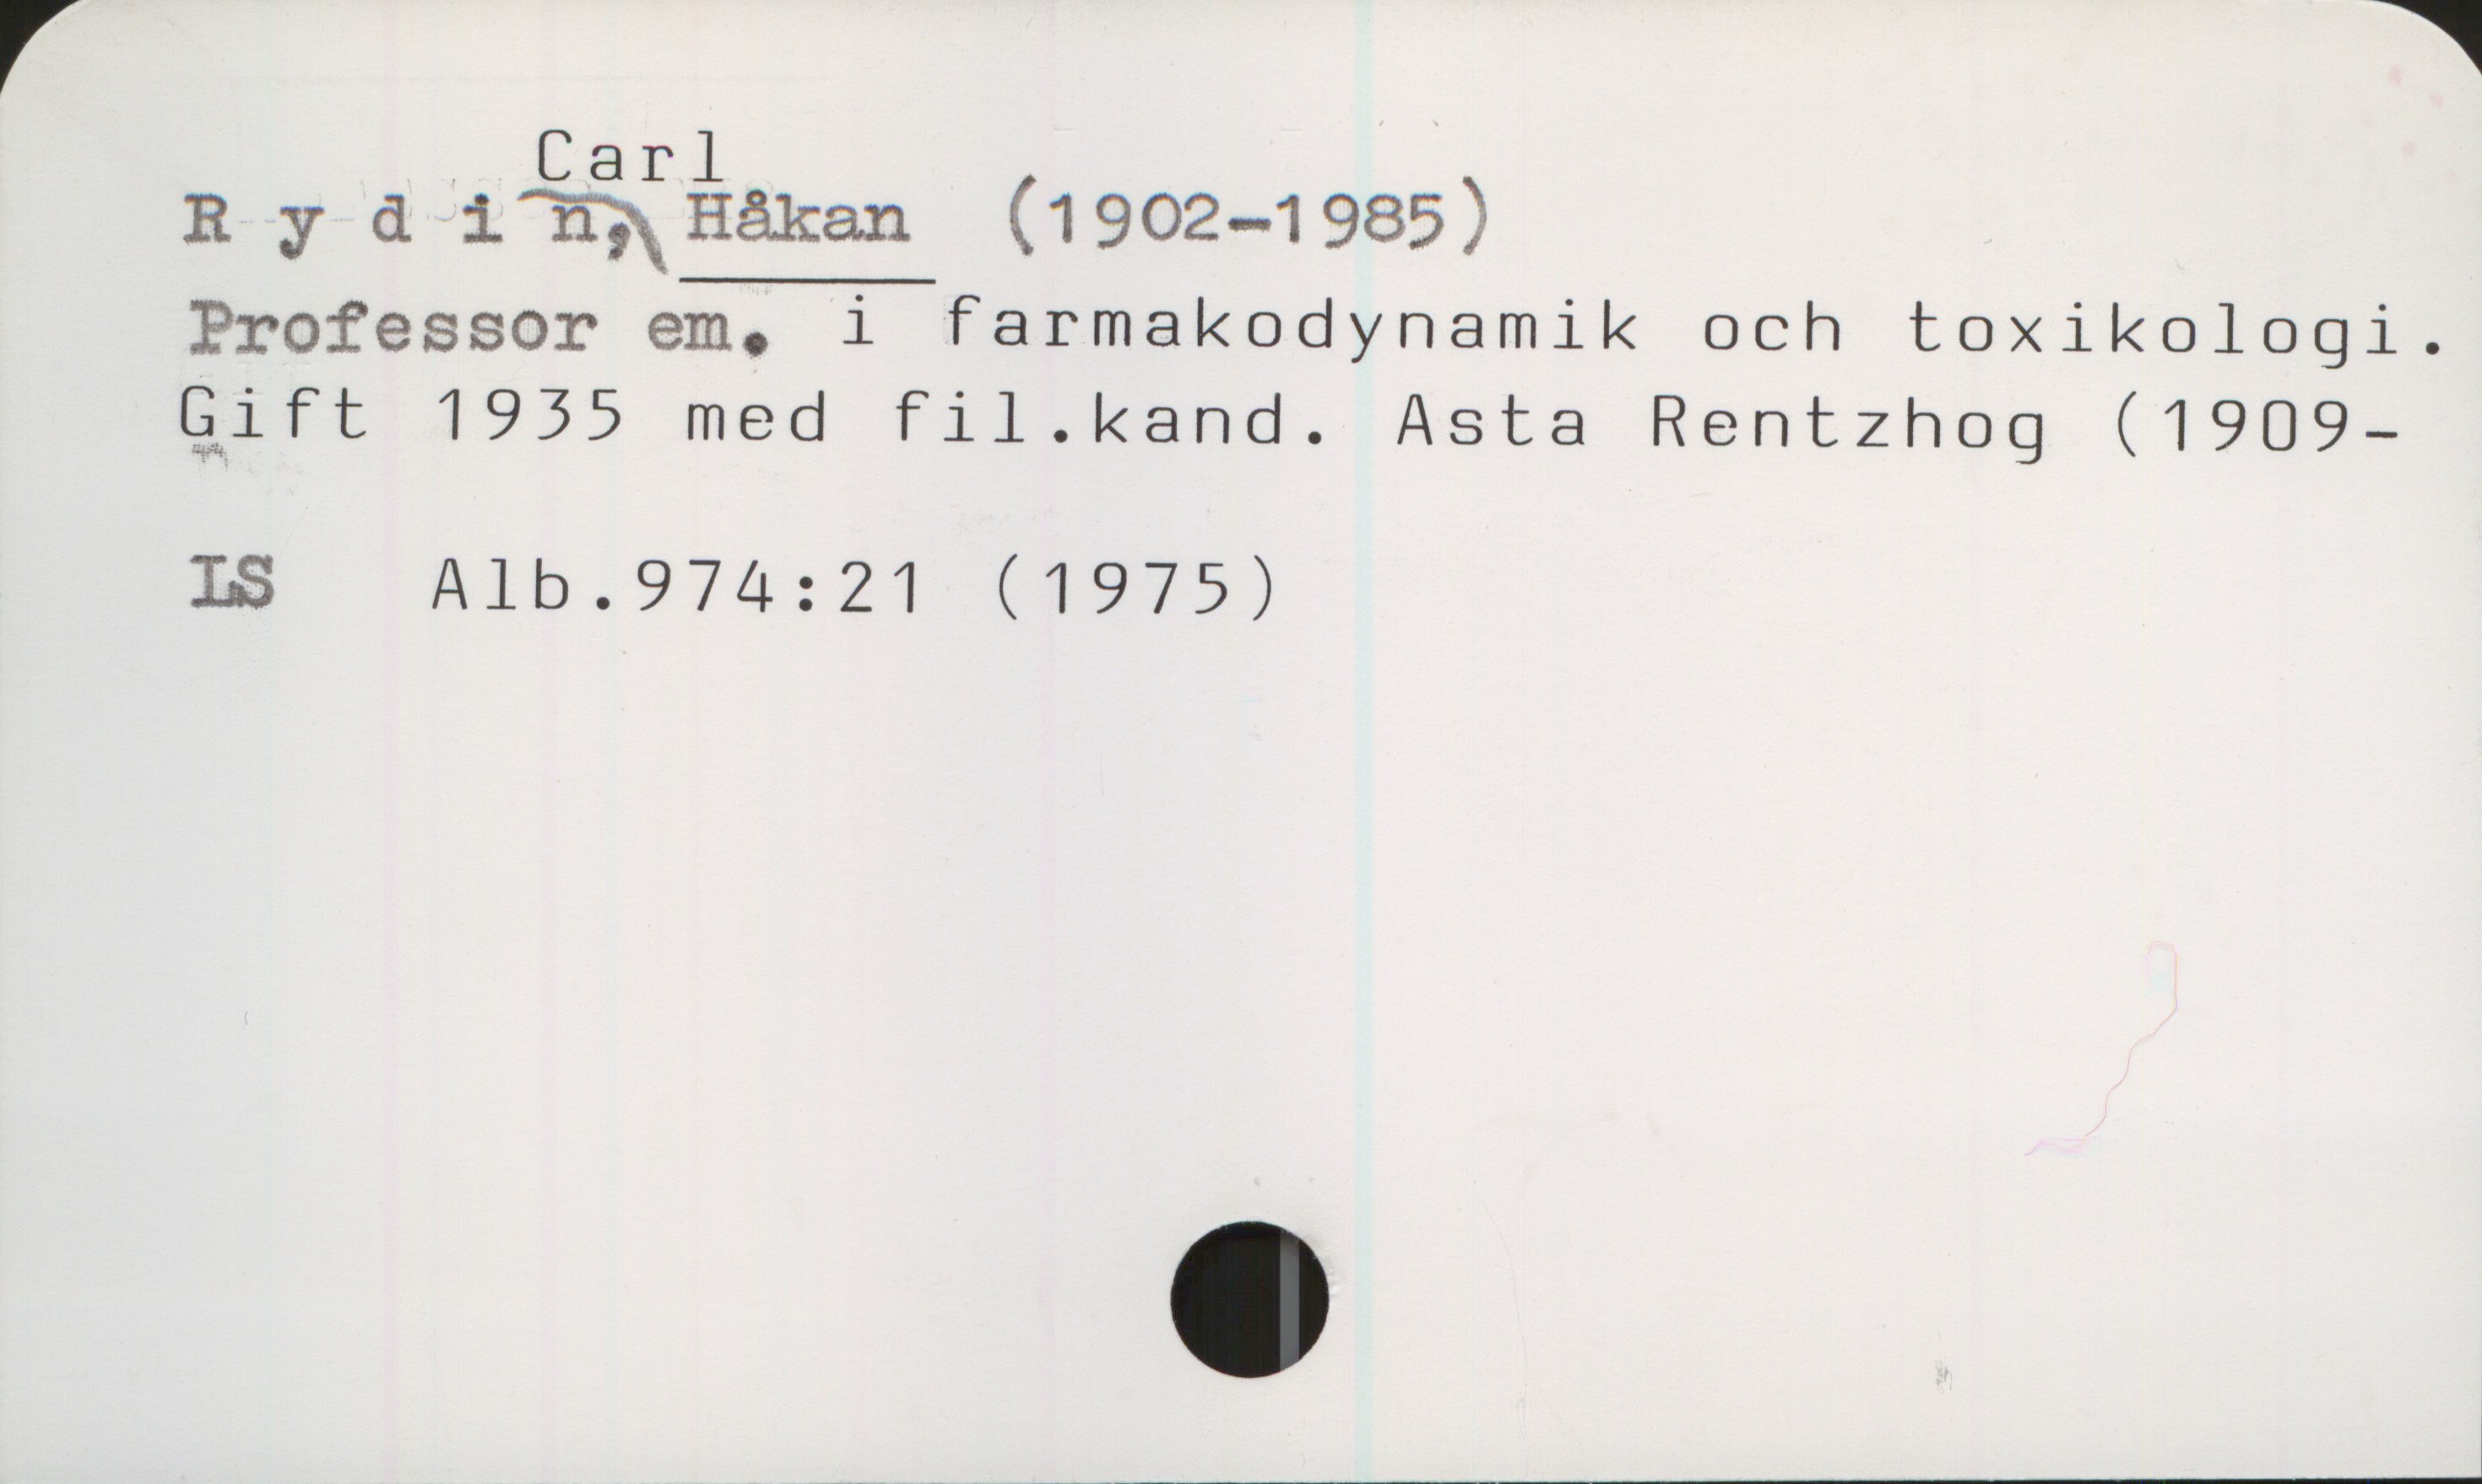 Carl
Rydin, Håkan (1902-1985)
Professor em. i farmakodynamik och toxikologi.
Gift 1935 med fil.kand. Asta Rentzhog (1909-
LS Alb.974:21 (1975)